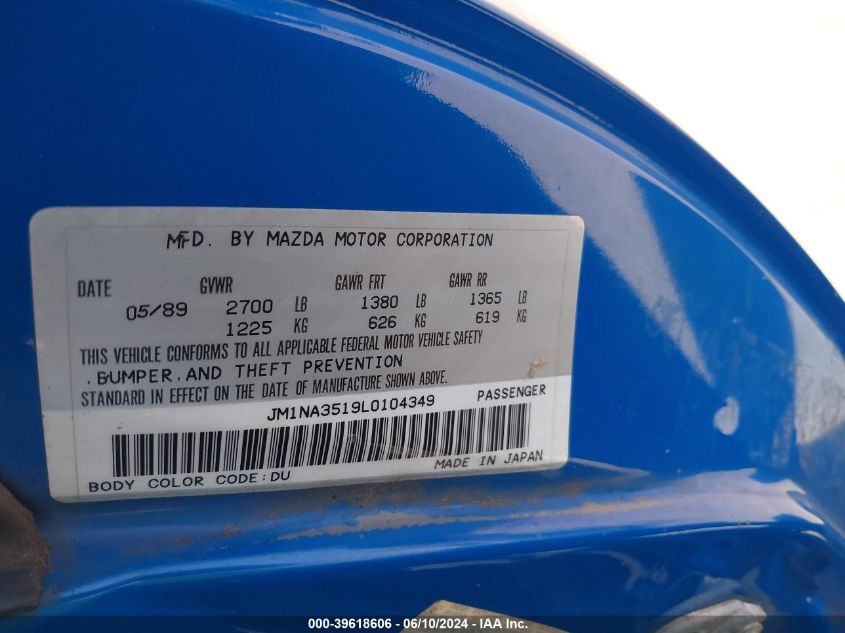 MFD. BY MAZDA MOTOR CORPORATION
DATE GVWR GAWR FRT GAWR RR
05/89 2700 LB 1380 LB 1365 LB
1225 KG 626 KG 619 KG
THIS VEHICLE CONFORMS TO ALL APPLICABLE FEDERAL MOTOR VEHICLE SAFETY
, BUMPER, AND THEFT PREVENTION
STANDARD IN EFFECT ON THE DATE OF MANUFACTURE SHOWN ABOVE.
JM1NA3519L0104349 PASSENGER
MADE IN JAPAN
BODY COLOR CODE:DU
000-39618606 - 06/10/2024 - IAA Inc.